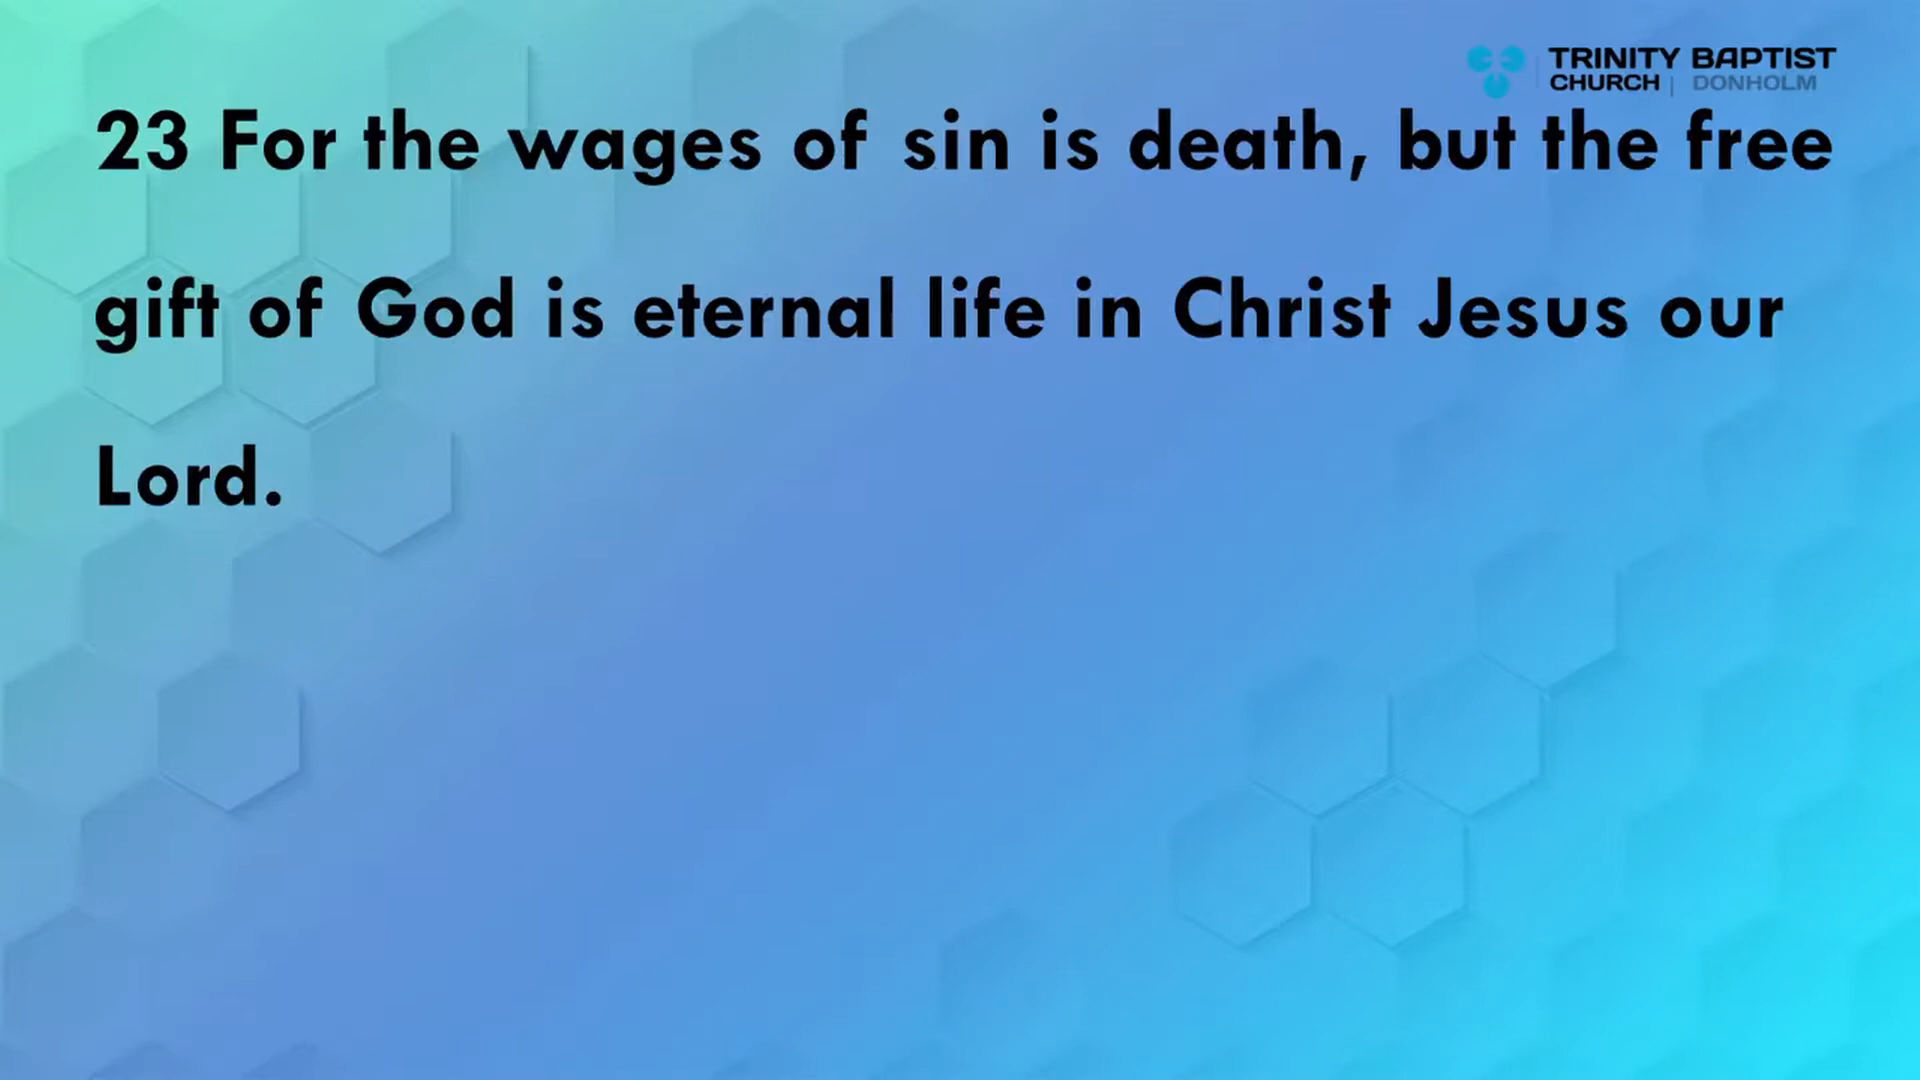 TRINITY BAPTIST
CHURCH | DONHOLM
23 For the wages of sin is death, but the free
gift of God is eternal life in Christ Jesus our
Lord.